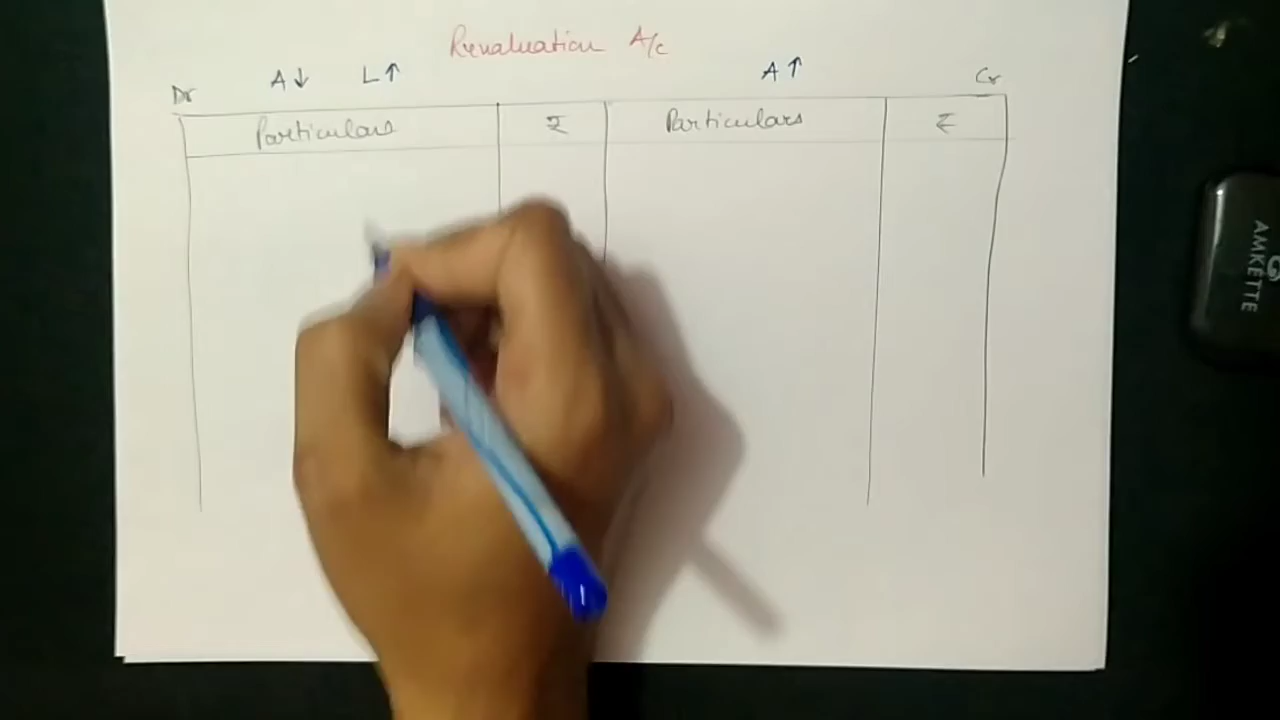 Revaluation A/c
Dr A↓ L↑ A↑ Cr
Particulars ₹ Particulars ₹
AMKETTE